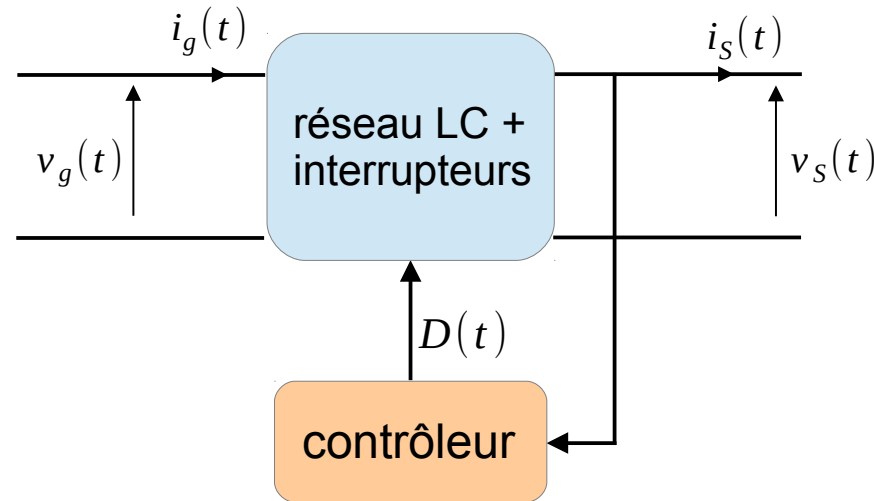 i_g(t)
i_S(t)
réseau LC +
interrupteurs
v_g(t)
v_S(t)
D(t)
contrôleur